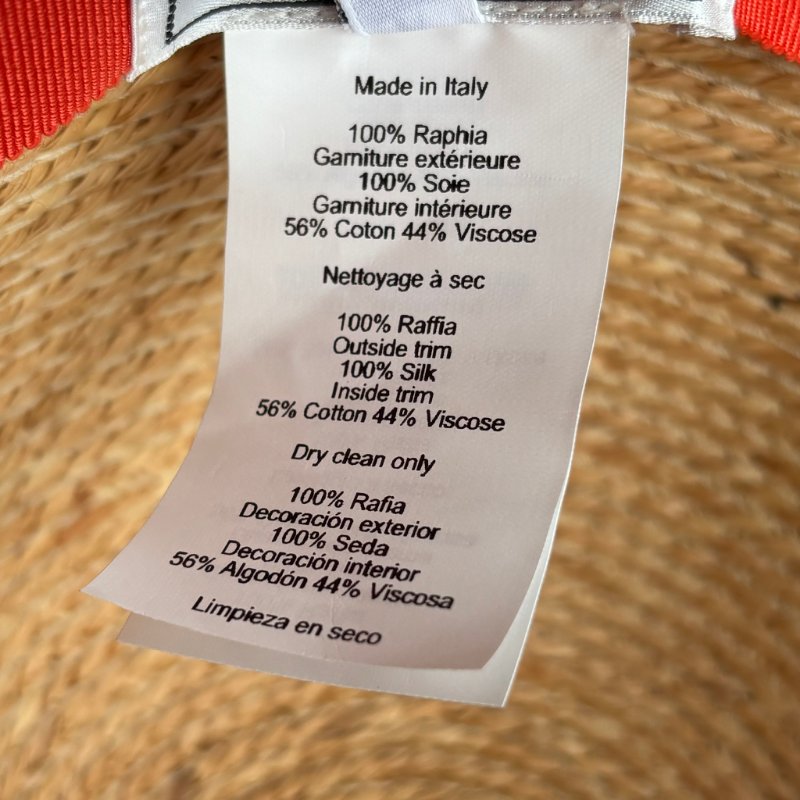 Made in Italy
100% Raphia
Garniture extérieure
100% Soie
Garniture intérieure
56% Coton 44% Viscose
Nettoyage à sec
100% Raffia
Outside trim
100% Silk
Inside trim
56% Cotton 44% Viscose
Dry clean only
100% Rafia
Decoración exterior
100% Seda
Decoración interior
56% Algodón 44% Viscosa
Limpieza en seco